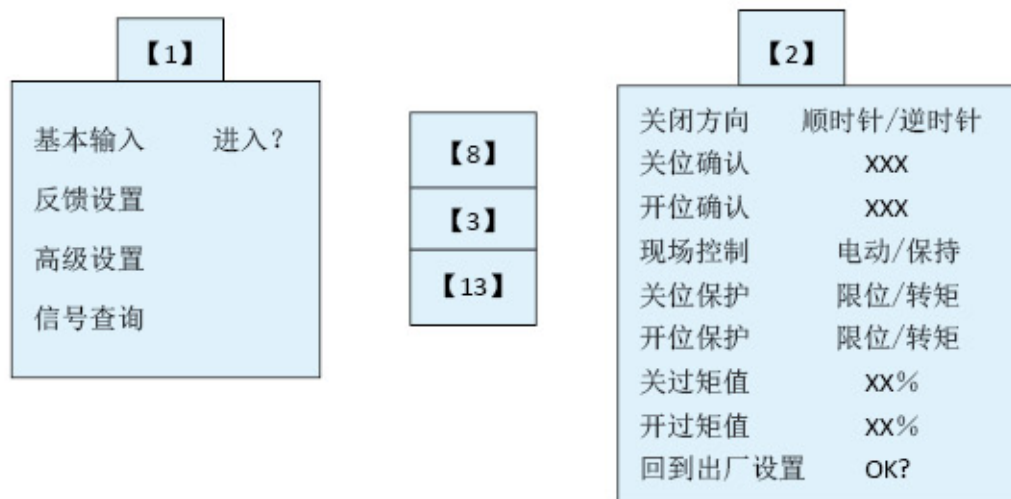 【1】
基本输入 进入？
反馈设置
高级设置
信号查询
【8】
【3】
【13】
【2】
关闭方向 顺时针/逆时针
关位确认 XXX
开位确认 XXX
现场控制 电动/保持
关位保护 限位/转矩
开位保护 限位/转矩
关过矩值 XX％
开过矩值 XX％
回到出厂设置 OK?